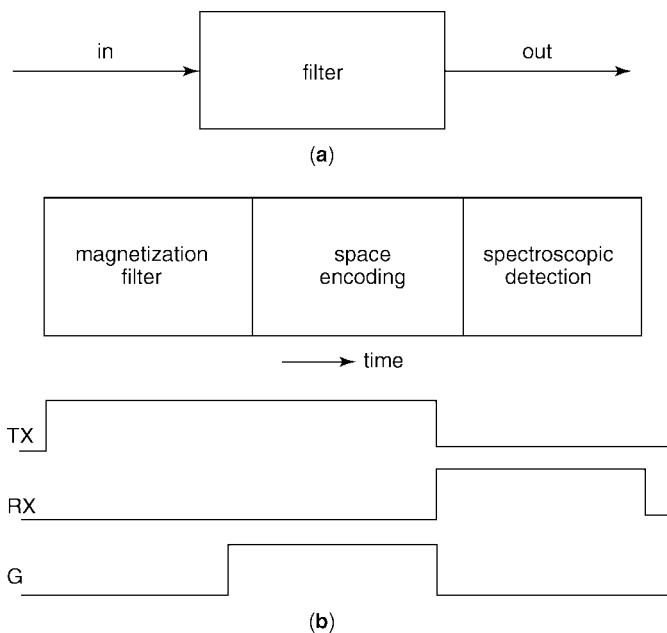 in
filter
out
(a)
magnetization
filter
space
encoding
spectroscopic
detection
time
TX
RX
G
(b)